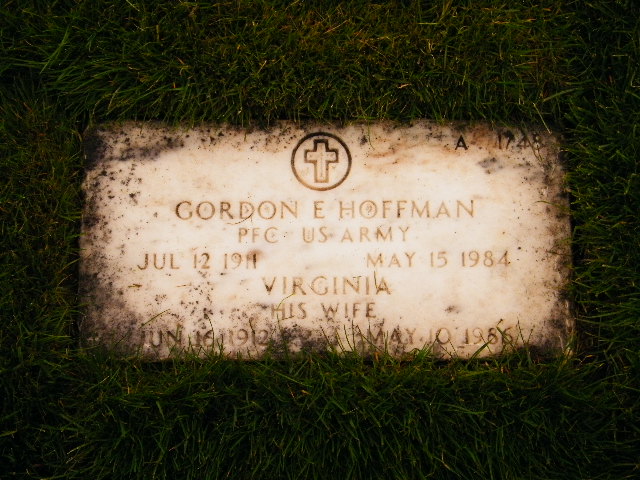 A 1748
GORDON E HOFFMAN
PFC US ARMY
JUL 12 1911 MAY 15 1984
VIRGINIA
HIS WIFE
JUN 16 1912 MAY 10 1986